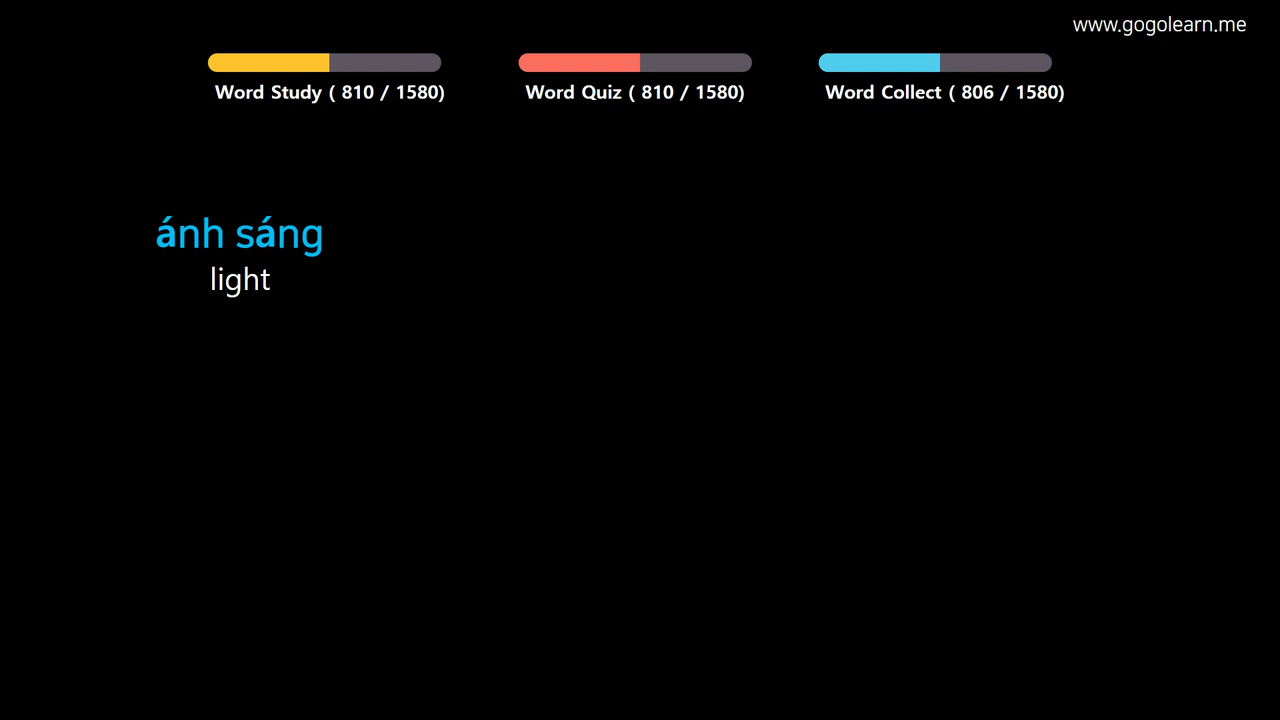 www.gogolearn.me
Word Study ( 810 / 1580)
Word Quiz ( 810 / 1580)
Word Collect ( 806 / 1580)
ánh sáng
light